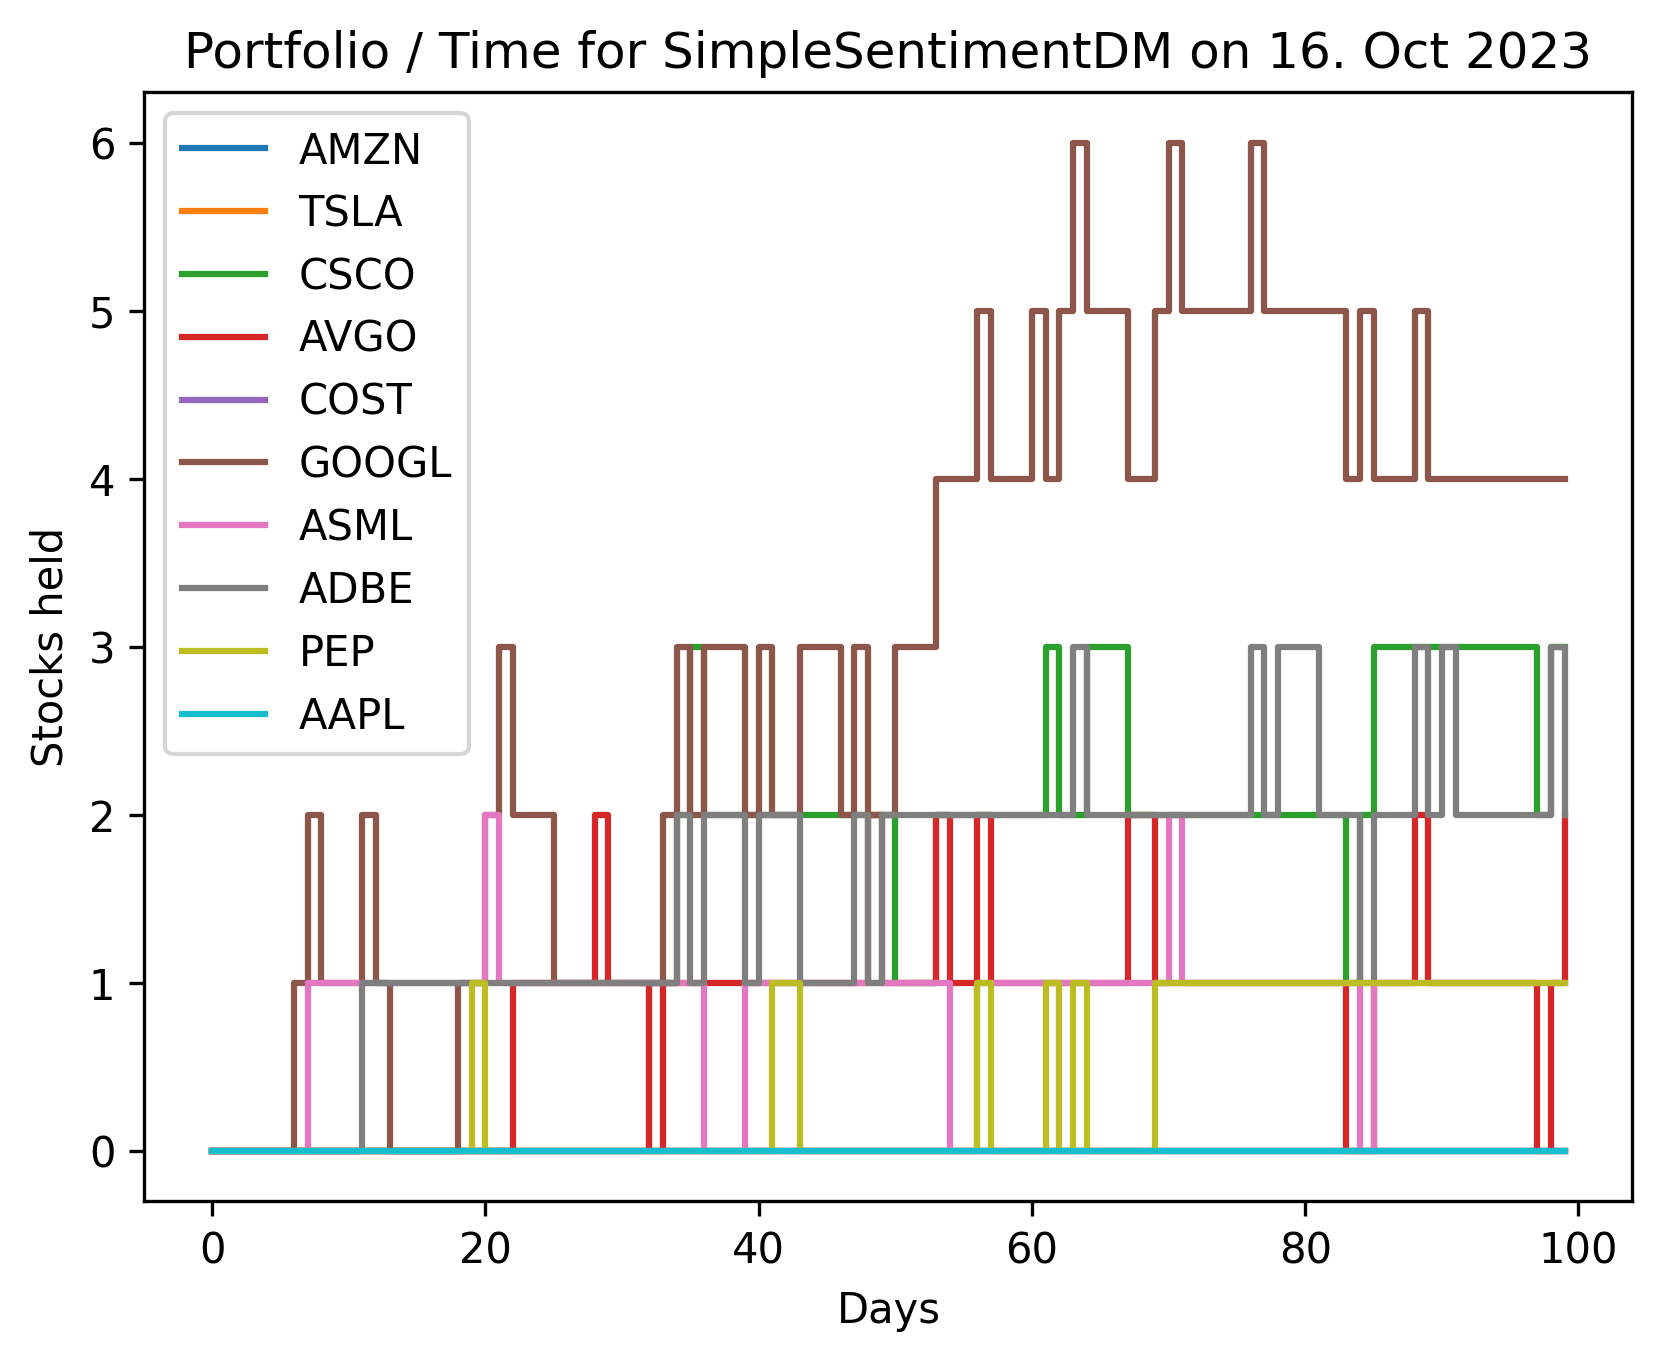 Portfolio / Time for SimpleSentimentDM on 16. Oct 2023
AMZN
TSLA
CSCO
AVGO
COST
GOOGL
ASML
ADBE
PEP
AAPL
6
5
4
3
2
1
0
Stocks held
0 20 40 60 80 100
Days